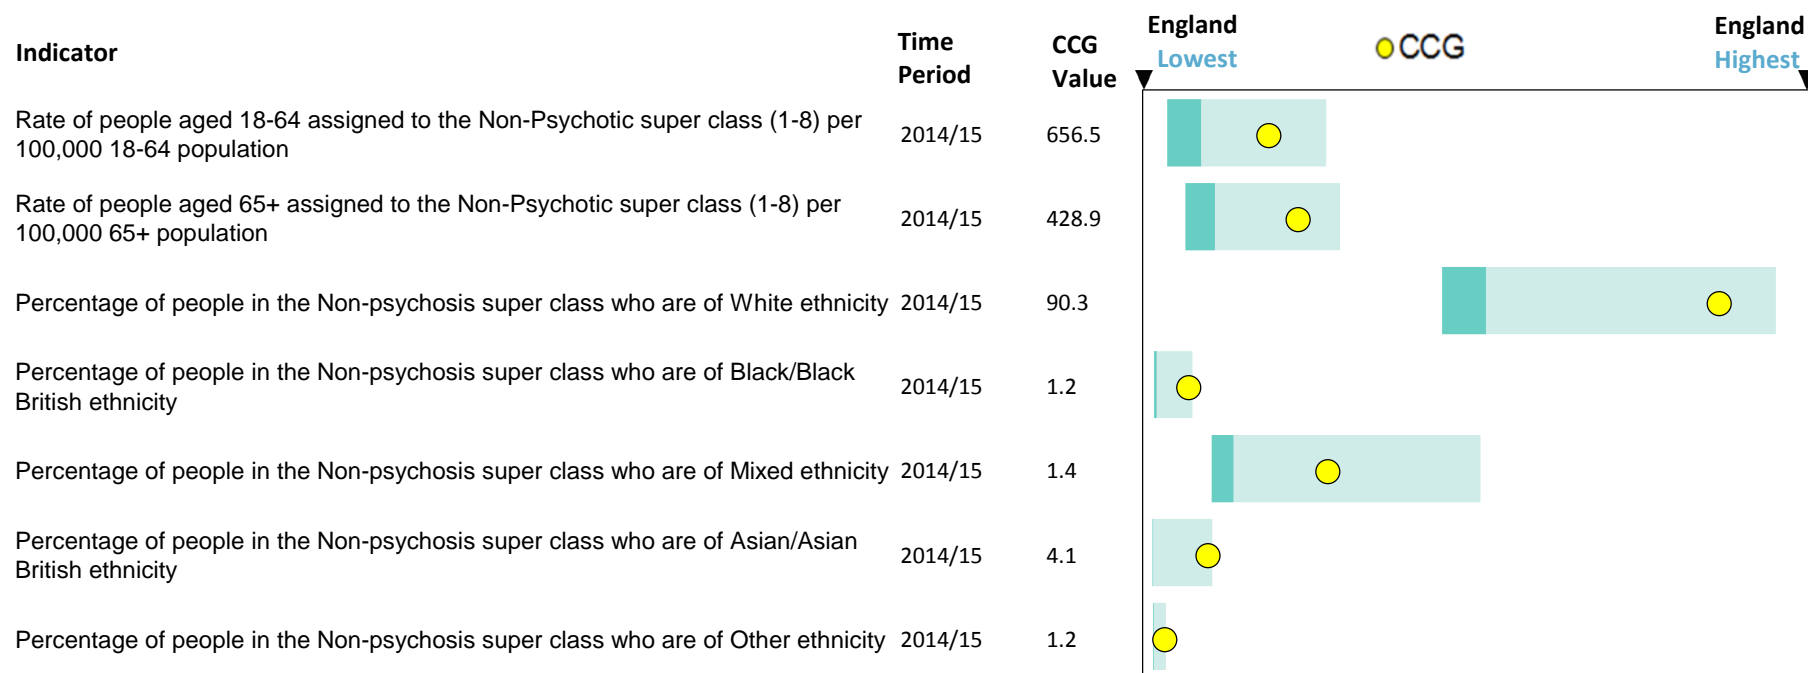 Indicator
Time
Period
CCG
Value
England
Lowest
CCG
England
Highest
Rate of people aged 18-64 assigned to the Non-Psychotic super class (1-8) per
100,000 18-64 population
2014/15
656.5
Rate of people aged 65+ assigned to the Non-Psychotic super class (1-8) per
100,000 65+ population
2014/15
428.9
Percentage of people in the Non-psychosis super class who are of White ethnicity
2014/15
90.3
Percentage of people in the Non-psychosis super class who are of Black/Black
British ethnicity
2014/15
1.2
Percentage of people in the Non-psychosis super class who are of Mixed ethnicity
2014/15
1.4
Percentage of people in the Non-psychosis super class who are of Asian/Asian
British ethnicity
2014/15
4.1
Percentage of people in the Non-psychosis super class who are of Other ethnicity
2014/15
1.2